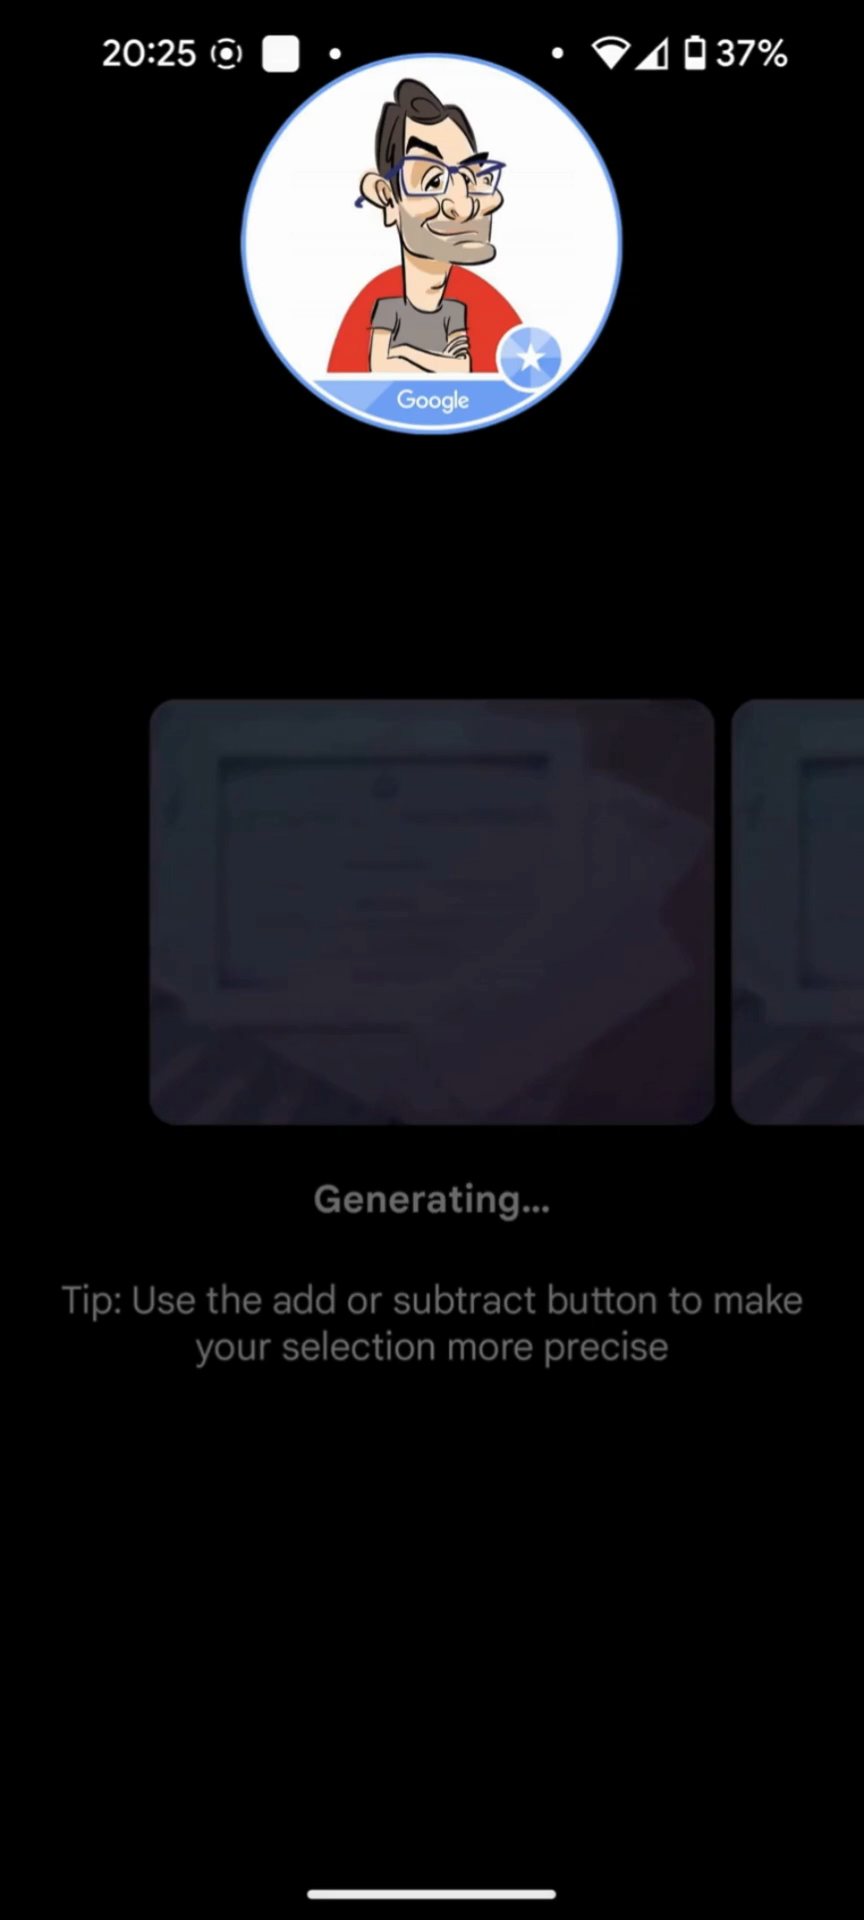 20:25
37%
Google
Generating...
Tip: Use the add or subtract button to make
your selection more precise